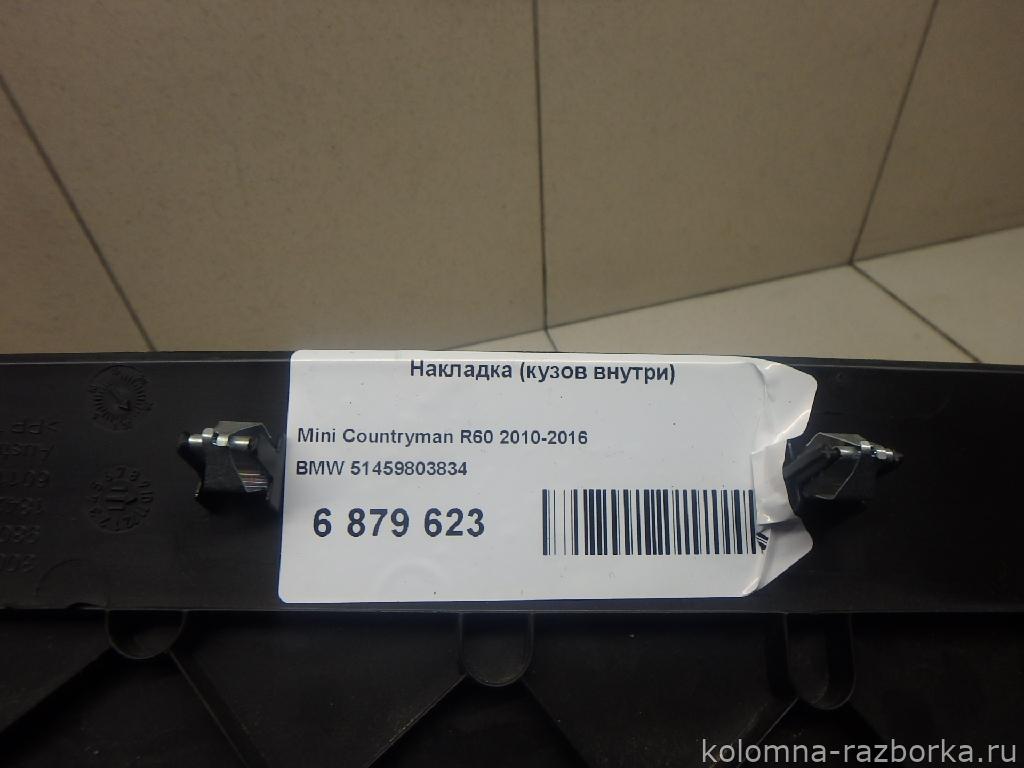 Накладка (кузов внутри)
Mini Countryman R60 2010-2016
BMW 51459803834
6 879 623
kolomna-razborka.ru